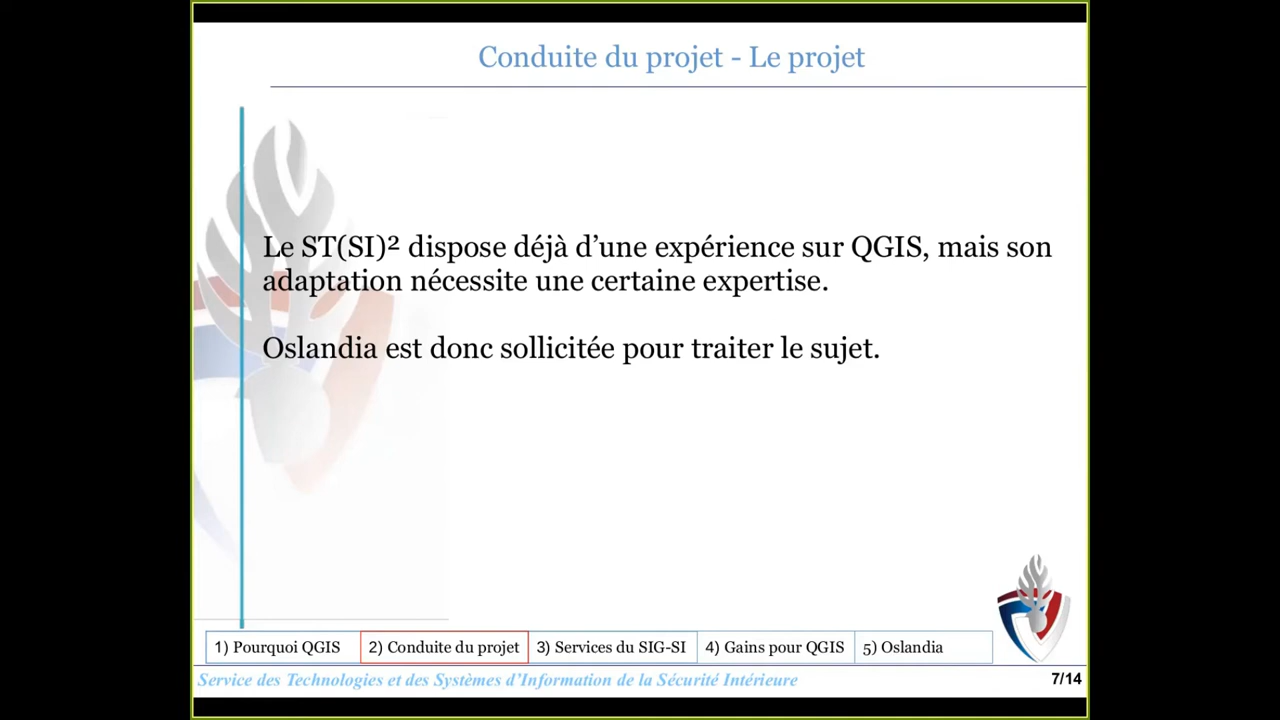 Conduite du projet - Le projet
Le ST(SI)² dispose déjà d’une expérience sur QGIS, mais son
adaptation nécessite une certaine expertise.
Oslandia est donc sollicitée pour traiter le sujet.
1) Pourquoi QGIS
2) Conduite du projet
3) Services du SIG-SI
4) Gains pour QGIS
5) Oslandia
Service des Technologies et des Systèmes d’Information de la Sécurité Intérieure
7/14